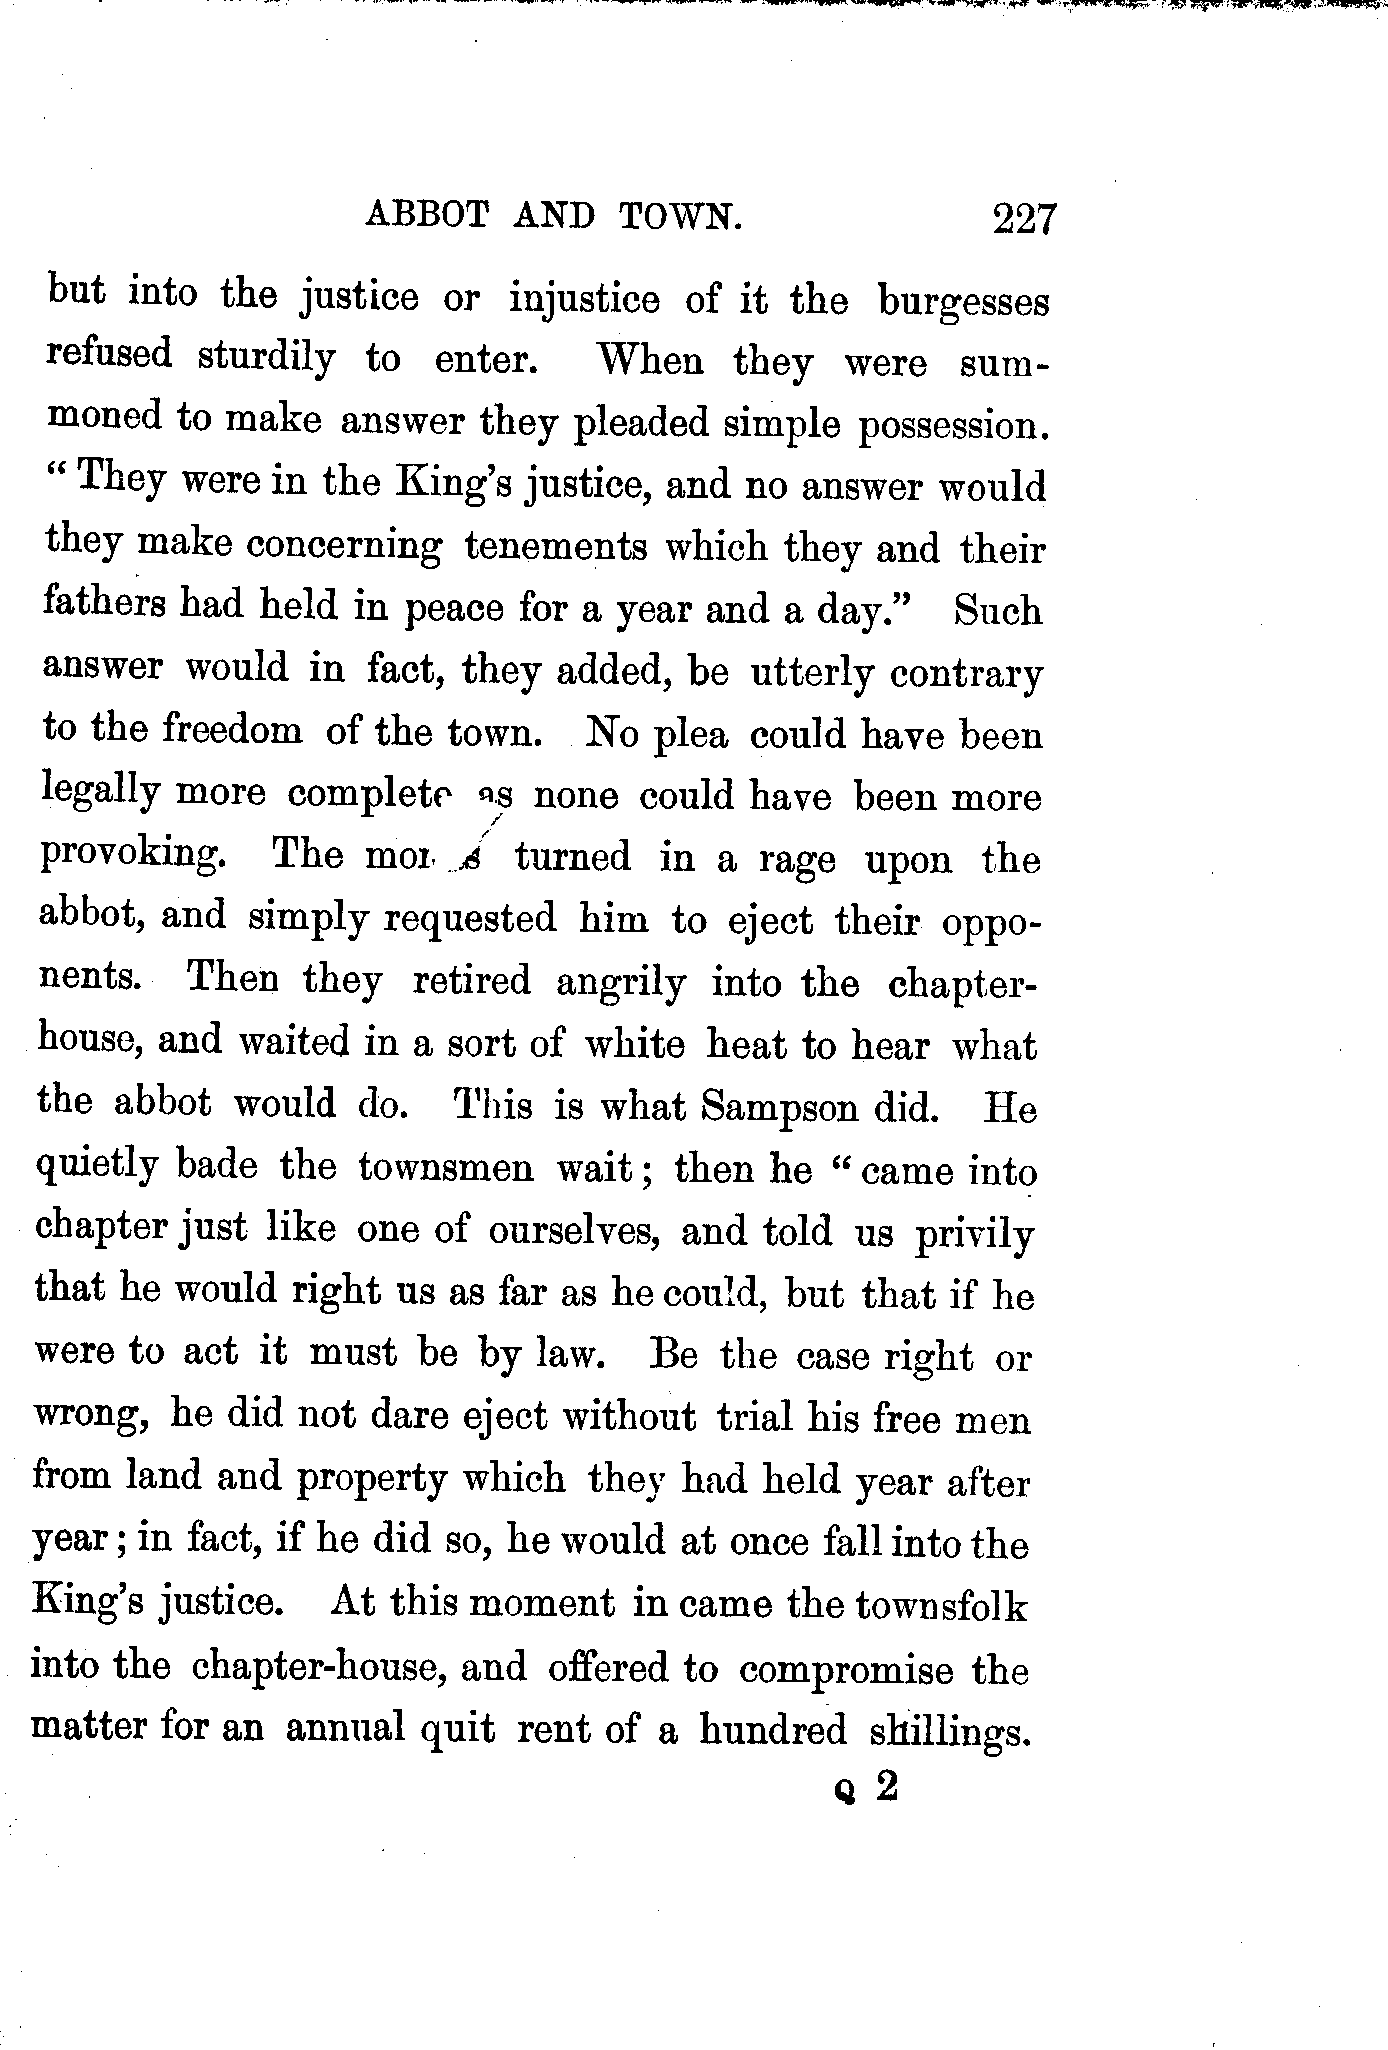 ABBOT AND TOWN. 227
but into the justice or injustice of it the burgesses
refused sturdily to enter. When they were sum-
moned to make answer they pleaded simple possession.
“They were in the King’s justice, and no answer would
they make concerning tenements which they and their
fathers had held in peace for a year and a day.” Such
answer would in fact, they added, be utterly contrary
to the freedom of the town. No plea could have been
legally more complete as none could have been more
provoking. The turned in a rage upon the
abbot, and simply requested him to eject their oppo-
nents. Then they retired angrily into the chapter-
house, and waited in a sort of white heat to hear what
the abbot would do. This is what Sampson did. He
quietly bade the townsmen wait; then he “came into
chapter just like one of ourselves, and told us privily
that he would right us as far as he could, but that if he
were to act it must be by law. Be the case right or
wrong, he did not dare eject without trial his free men
from land and property which they had held year after
year; in fact, if he did so, he would at once fall into the
King’s justice. At this moment in came the townsfolk
into the chapter-house, and offered to compromise the
matter for an annual quit rent of a hundred shillings.
Q 2